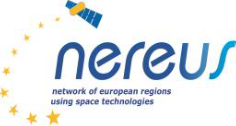 nereus
network of european regions
using space technologies